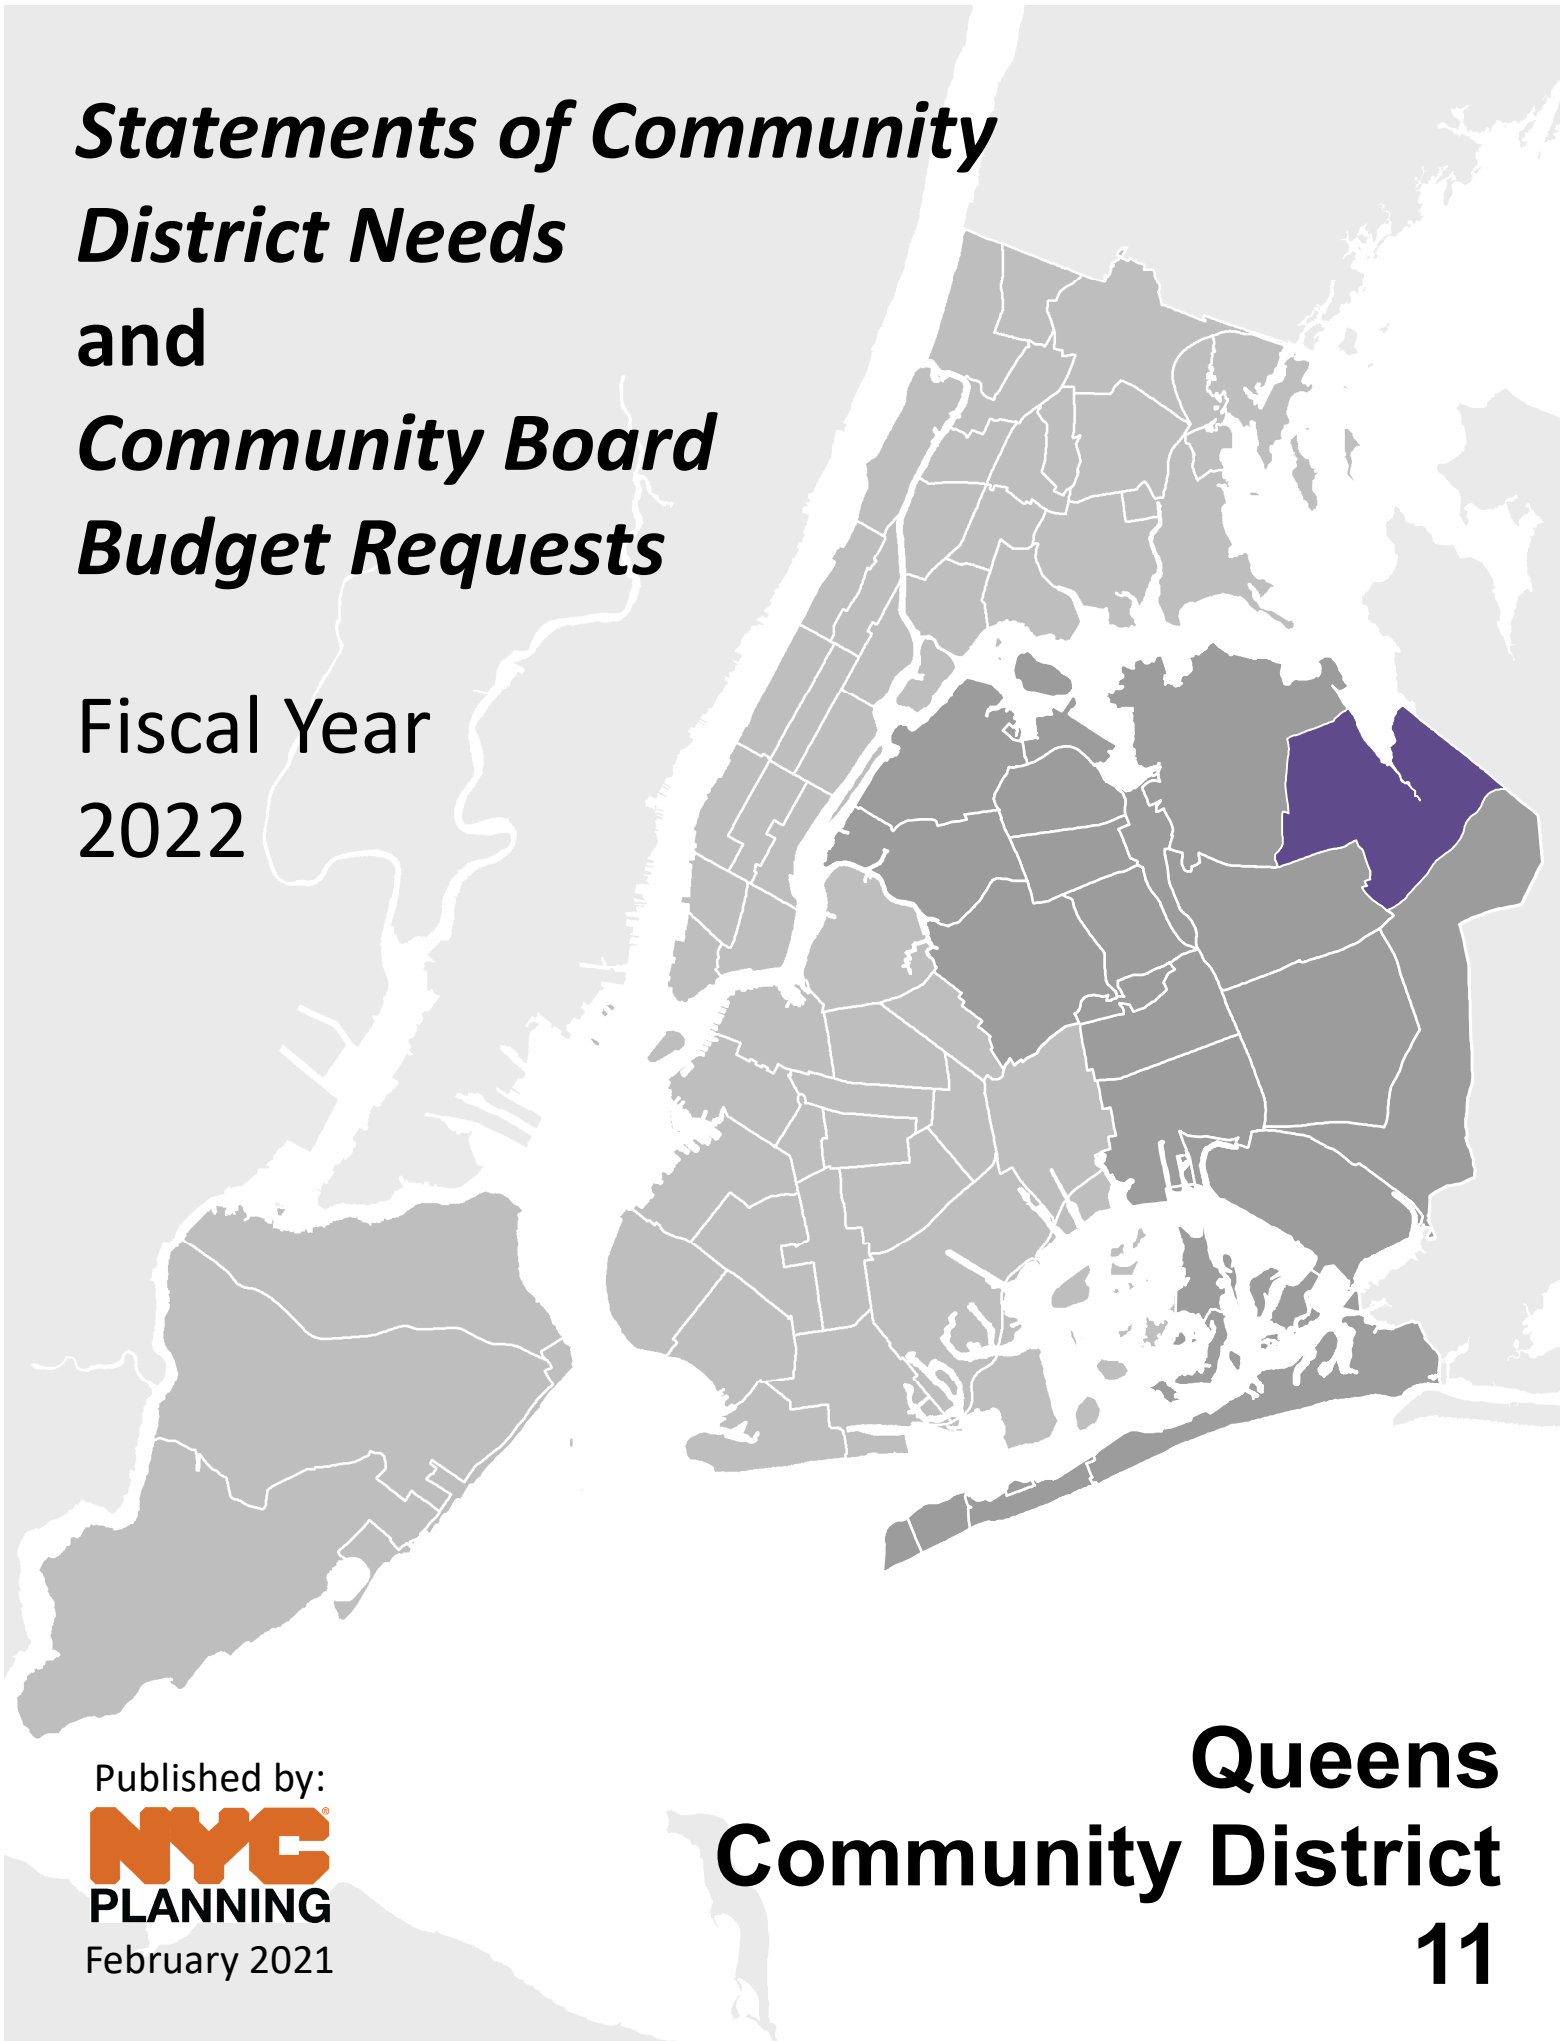 Statements of Community
District Needs
and
Community Board
Budget Requests
Fiscal Year
2022
Published by:
NYC®
PLANNING
February 2021
Queens
Community District
11